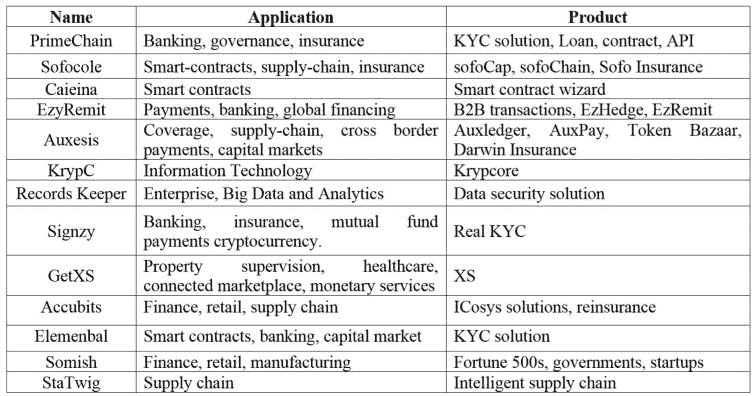 Name Application Product
PrimeChain Banking, governance, insurance KYC solution, Loan, contract, API
Sofocole Smart-contracts, supply-chain, insurance sofoCap, sofoChain, Sofo Insurance
Caieina Smart contracts Smart contract wizard
EzyRemit Payments, banking, global financing B2B transactions, EzHedge, EzRemit
Auxesis Coverage, supply-chain, cross border
payments, capital markets
Auxledger, AuxPay, Token Bazaar,
Darwin Insurance
KrypC Information Technology Krypcore
Records Keeper Enterprise, Big Data and Analytics Data security solution
Signzy Banking, insurance, mutual fund
payments cryptocurrency.
Real KYC
GetXS Property supervision, healthcare,
connected marketplace, monetary services
XS
Accubits Finance, retail, supply chain ICosys solutions, reinsurance
Elemenbal Smart contracts, banking, capital market KYC solution
Somish Finance, retail, manufacturing Fortune 500s, governments, startups
StaTwig Supply chain Intelligent supply chain